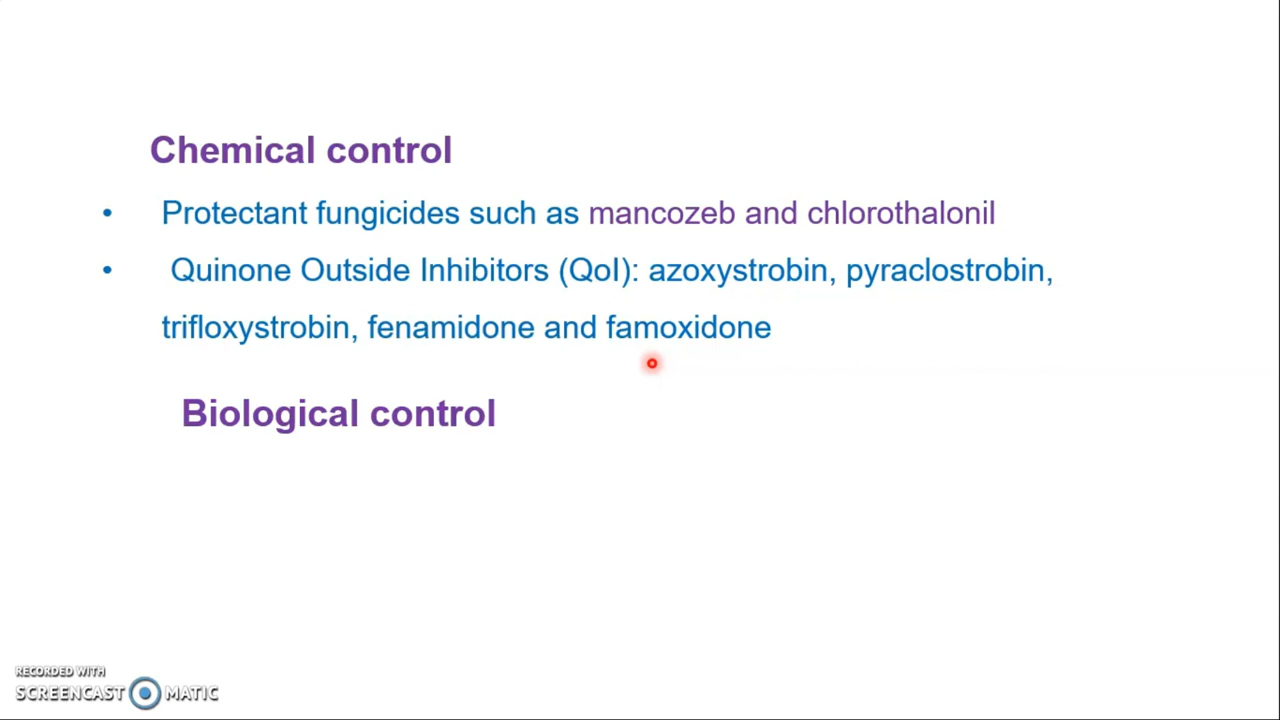 Chemical control
• Protectant fungicides such as mancozeb and chlorothalonil
• Quinone Outside Inhibitors (QoI): azoxystrobin, pyraclostrobin,
trifloxystrobin, fenamidone and famoxidone
Biological control
RECORDED WITH
SCREENCAST MATIC